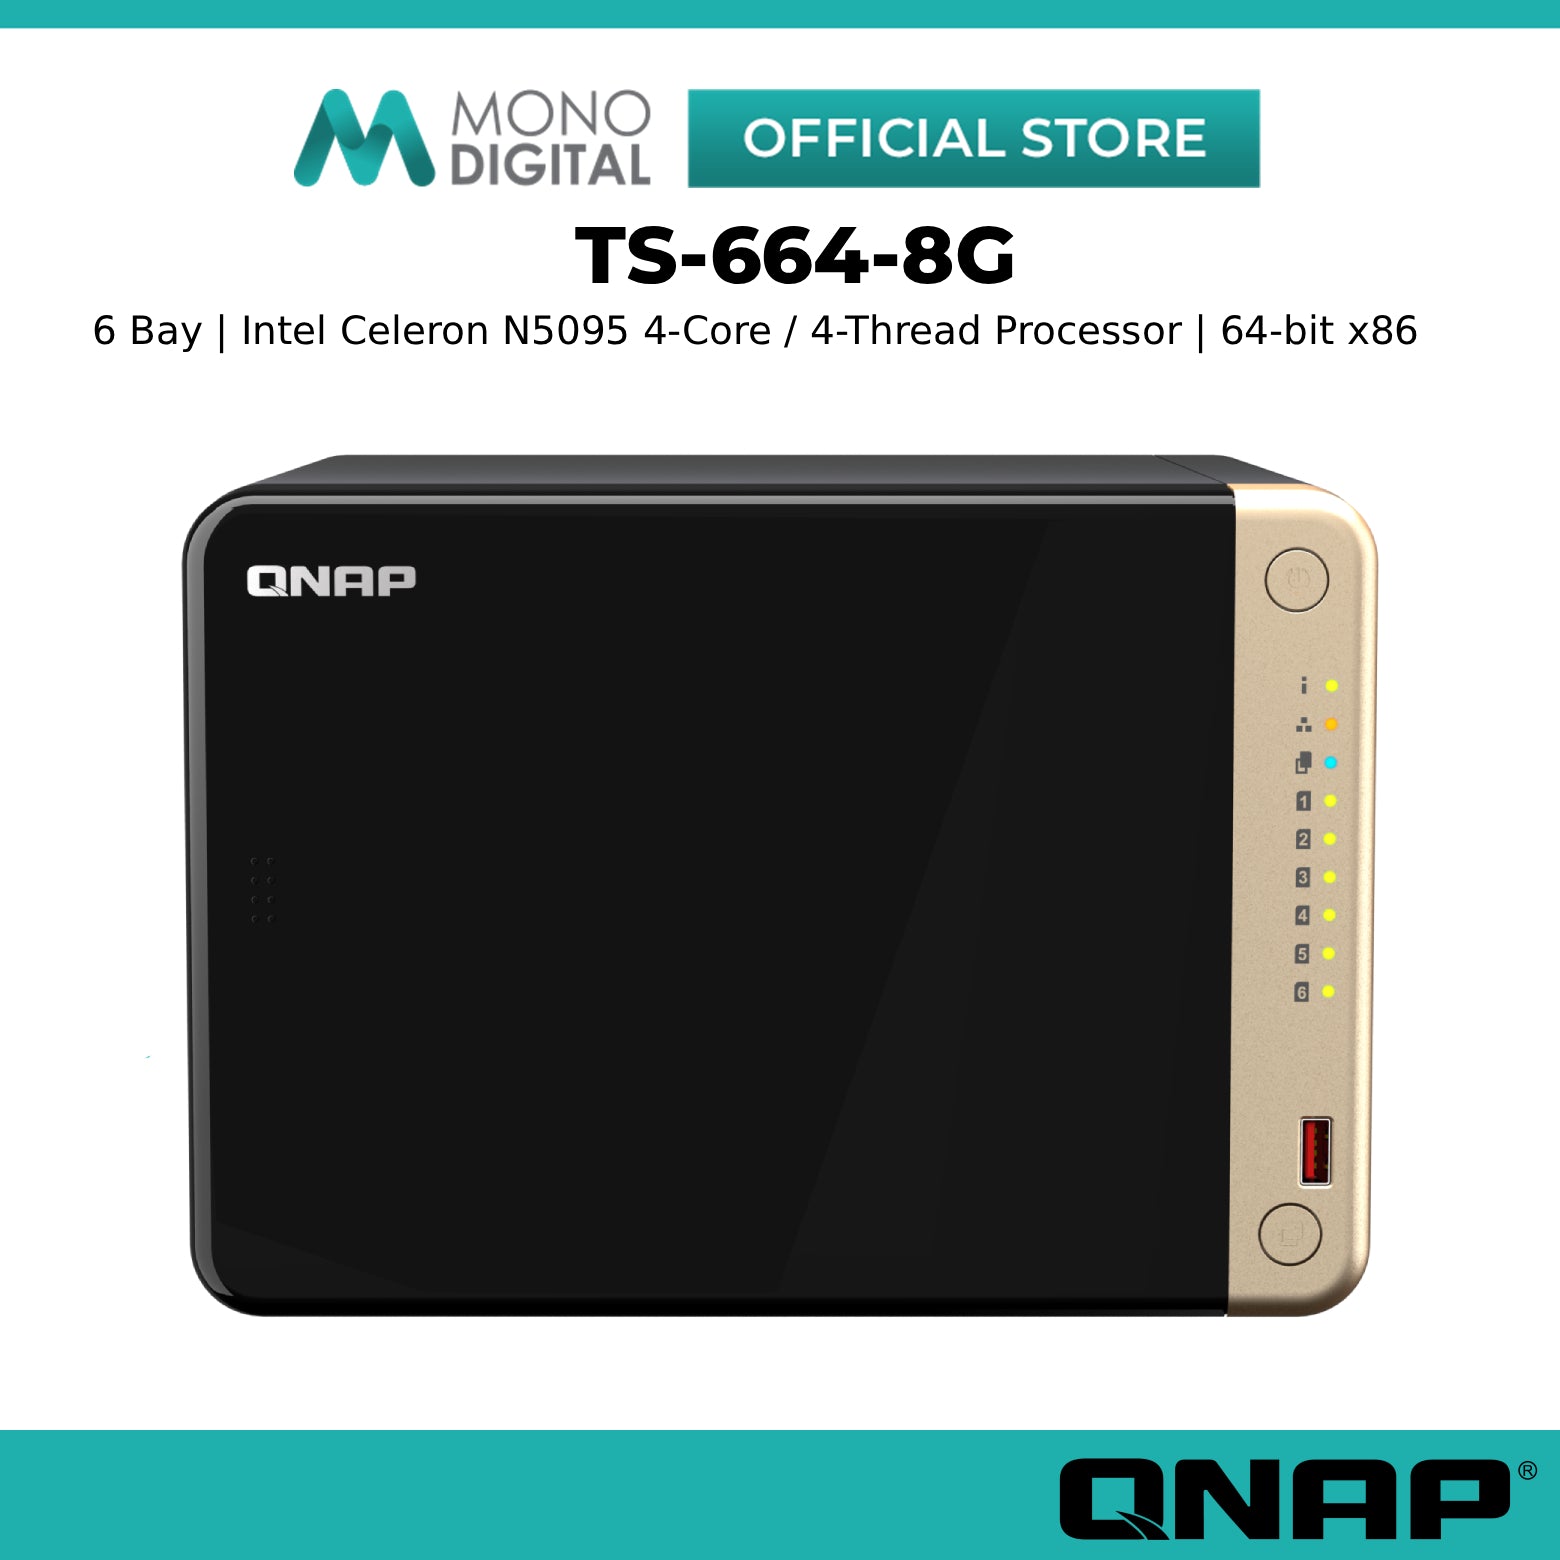 MONO
DIGITAL
OFFICIAL STORE
TS-664-8G
6 Bay | Intel Celeron N5095 4-Core / 4-Thread Processor | 64-bit x86
QNAP
i
1
2
3
4
5
6
QNAP®